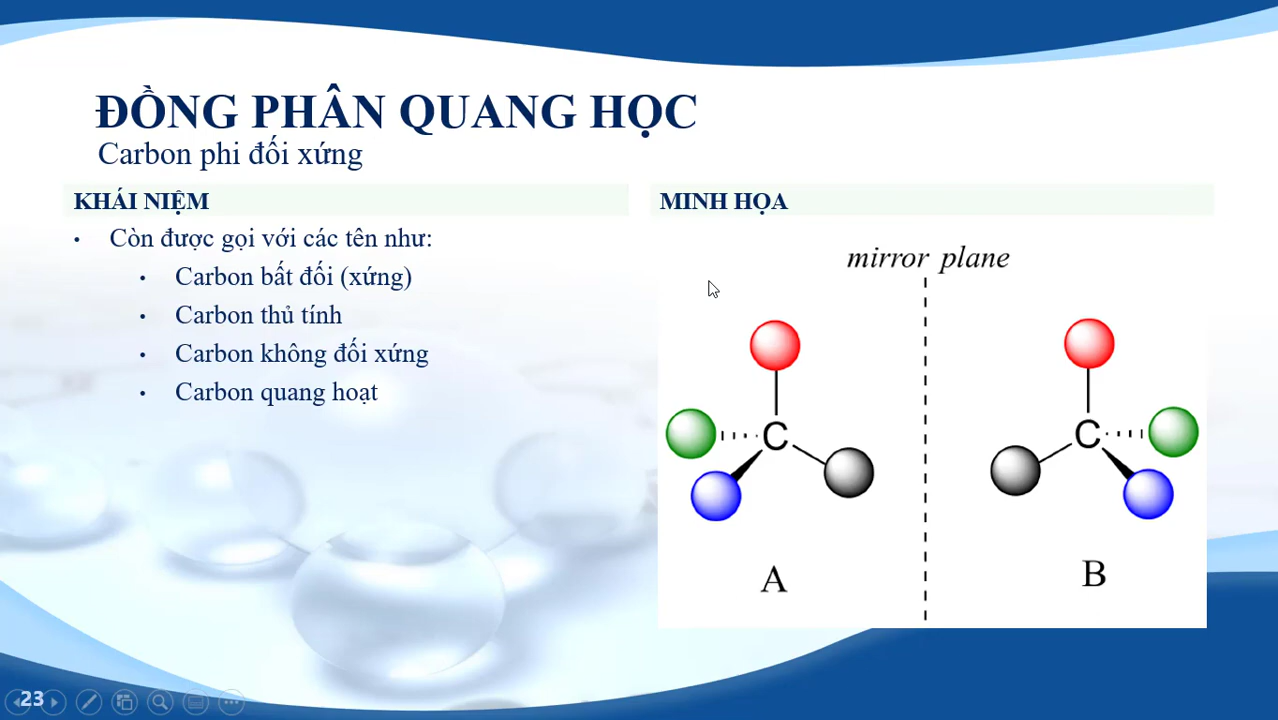 ĐỒNG PHÂN QUANG HỌC
Carbon phi đối xứng
KHÁI NIỆM
• Còn được gọi với các tên như:
• Carbon bất đối (xứng)
• Carbon thủ tính
• Carbon không đối xứng
• Carbon quang hoạt
MINH HỌA
mirror plane
C
C
A
B
23